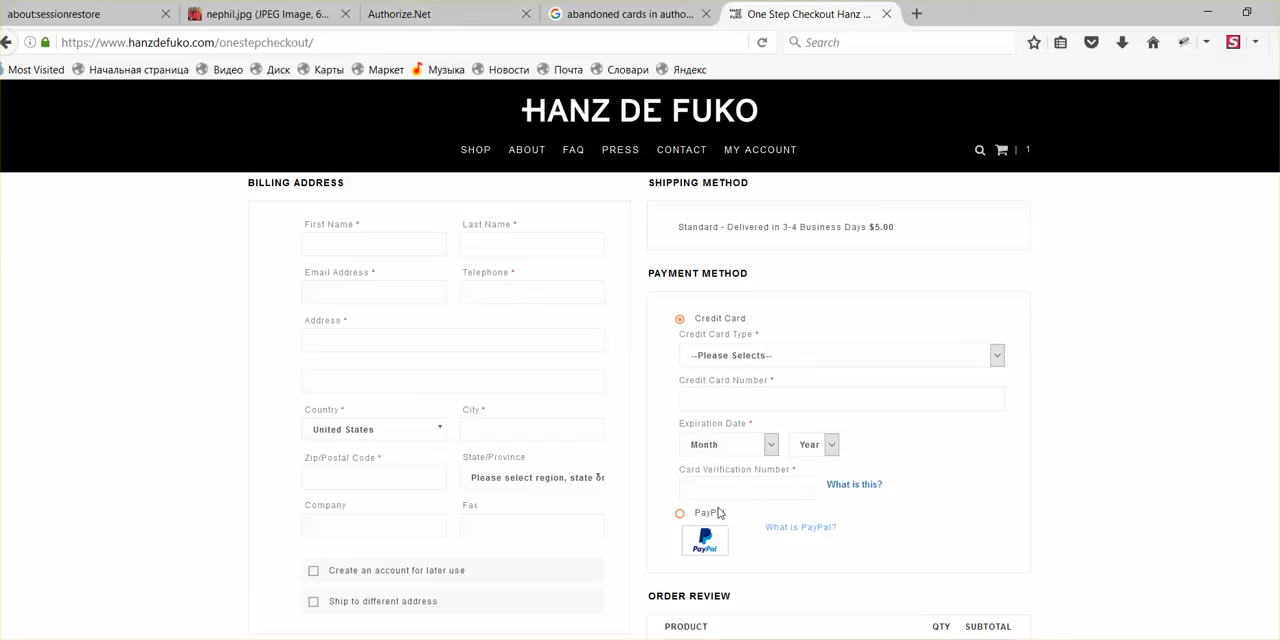 about:sessionrestore
nephil.jpg (JPEG Image, 6...
Authorize.Net
abandoned cards in autho...
One Step Checkout Hanz ...
https://www.hanzdefuko.com/onestepcheckout/
Search
Most Visited
Начальная страница
Видео
Диск
Карты
Маркет
Музыка
Новости
Почта
Словари
Яндекс
HANZ DE FUKO
SHOP ABOUT FAQ PRESS CONTACT MY ACCOUNT
| 1
BILLING ADDRESS
First Name *
Last Name *
Email Address *
Telephone *
Address *
Country *
City *
United States
Zip/Postal Code *
State/Province
Please select region, state or
Company
Fax
Create an account for later use
Ship to different address
SHIPPING METHOD
Standard - Delivered in 3-4 Business Days $5.00
PAYMENT METHOD
Credit Card
Credit Card Type *
--Please Selects--
Credit Card Number *
Expiration Date *
Month
Year
Card Verification Number *
What is this?
PayPal
PayPal
What is PayPal?
ORDER REVIEW
PRODUCT QTY SUBTOTAL